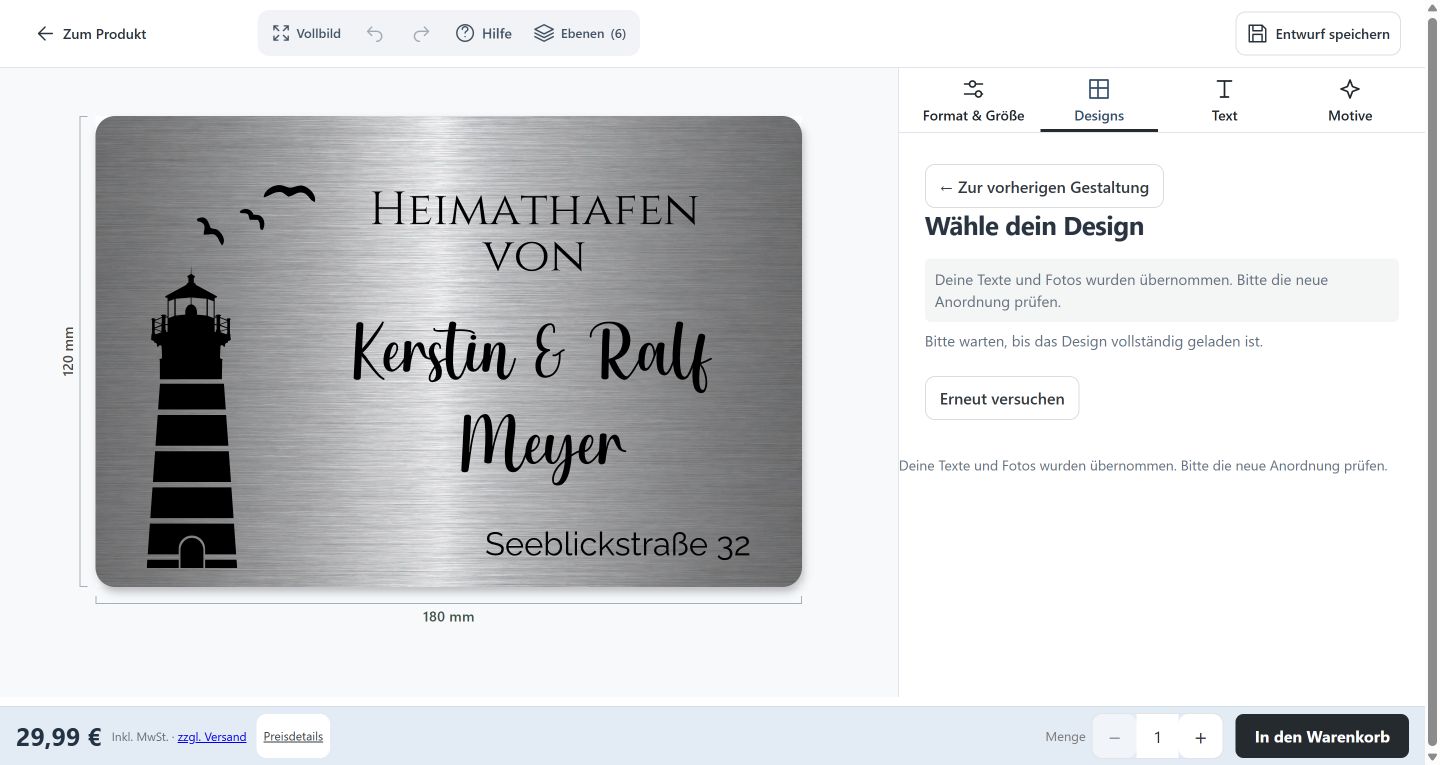 Zum Produkt
Vollbild
Hilfe
Ebenen (6)
Entwurf speichern
Format & Größe
Designs
Text
Motive
← Zur vorherigen Gestaltung
Wähle dein Design
Deine Texte und Fotos wurden übernommen. Bitte die neue
Anordnung prüfen.
Bitte warten, bis das Design vollständig geladen ist.
Erneut versuchen
Deine Texte und Fotos wurden übernommen. Bitte die neue Anordnung prüfen.
Heimathafen
von
Kerstin & Ralf
Meyer
Seeblickstraße 32
120 mm
180 mm
29,99 € Inkl. MwSt. · zzgl. Versand Preisdetails
Menge − 1 + In den Warenkorb